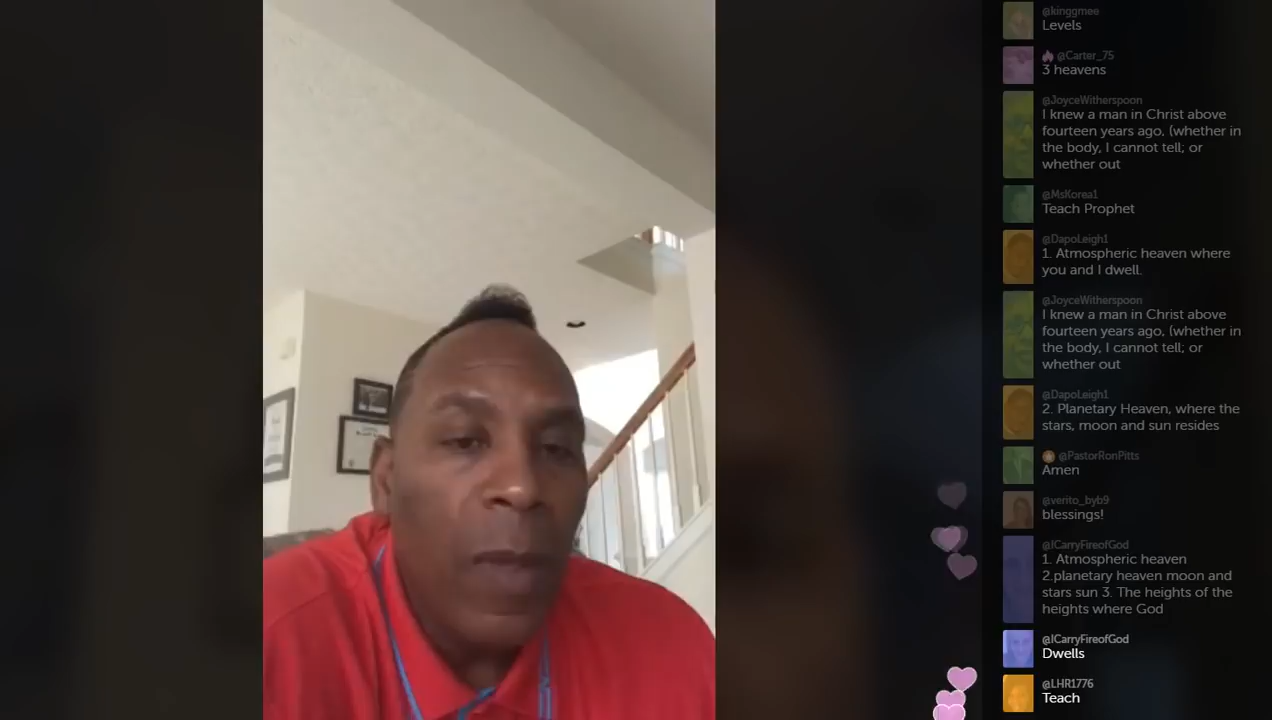 @kinggmee
Levels
@Carter_75
3 heavens
@JoyceWitherspoon
I knew a man in Christ above
fourteen years ago, (whether in
the body, I cannot tell; or
whether out
@MsKorea1
Teach Prophet
@DapoLeigh1
1. Atmospheric heaven where
you and I dwell.
@JoyceWitherspoon
I knew a man in Christ above
fourteen years ago, (whether in
the body, I cannot tell; or
whether out
@DapoLeigh1
2. Planetary Heaven, where the
stars, moon and sun resides
@PastorRonPitts
Amen
@verito_byb9
blessings!
@ICarryFireofGod
1. Atmospheric heaven
2.planetary heaven moon and
stars sun 3. The heights of the
heights where God
@ICarryFireofGod
Dwells
@LHR1776
Teach